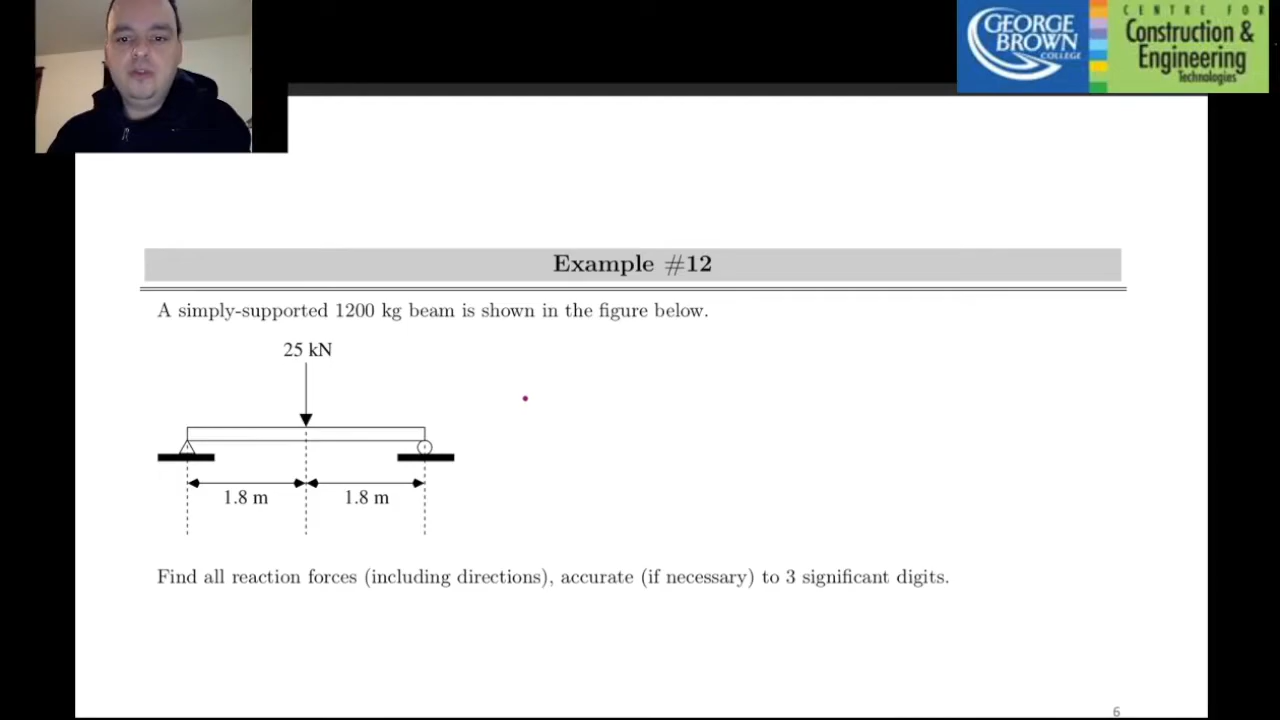 GEORGE
BROWN
COLLEGE
CENTRE FOR
Construction &
Engineering
Technologies
Example #12
A simply-supported 1200 kg beam is shown in the figure below.
25 kN
1.8 m 1.8 m
Find all reaction forces (including directions), accurate (if necessary) to 3 significant digits.
6